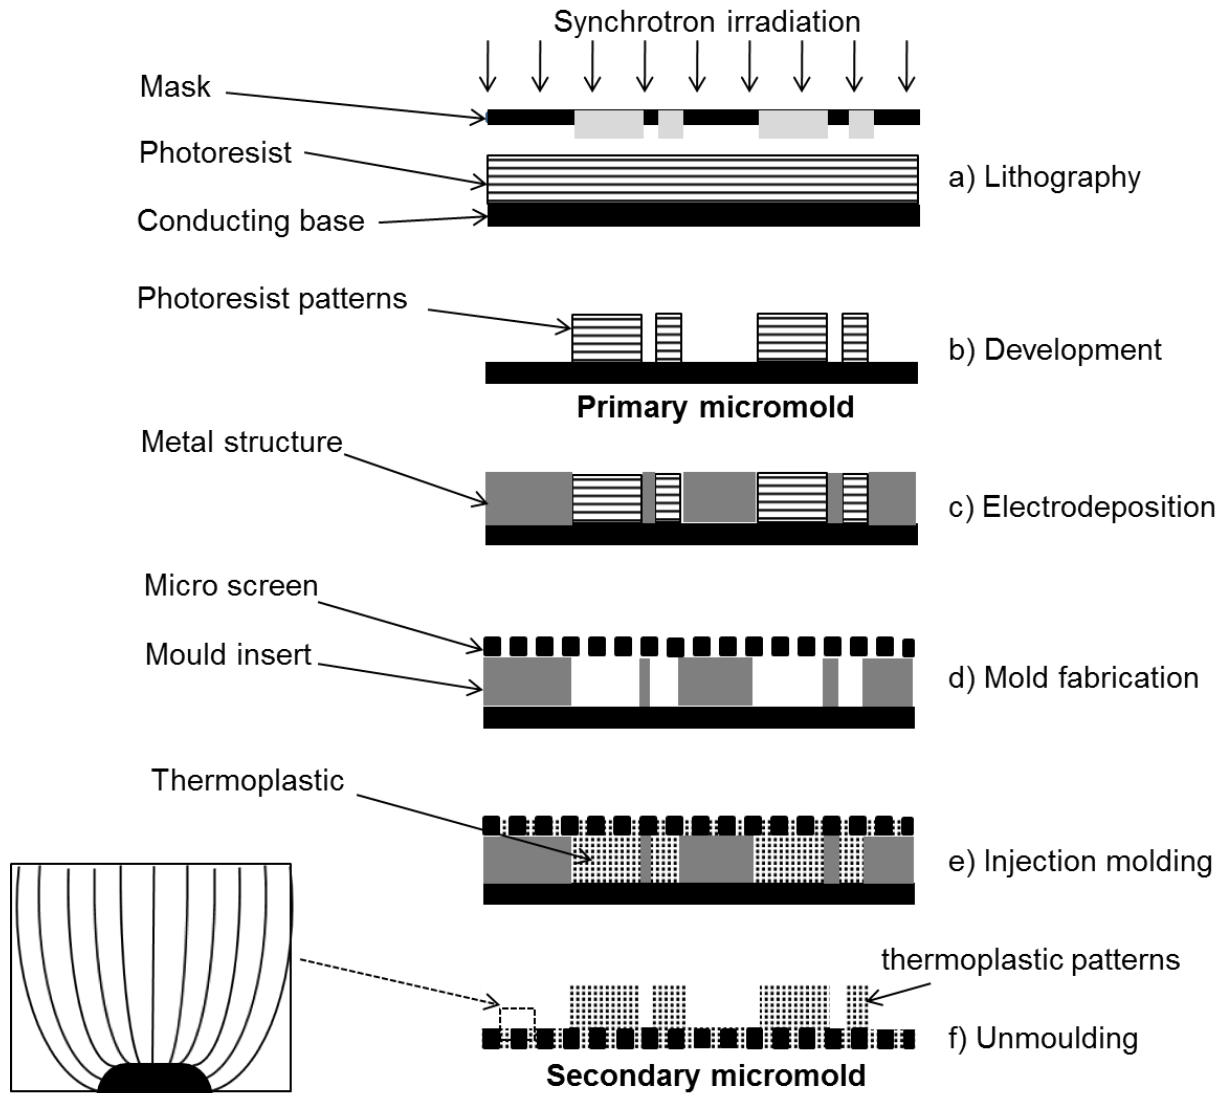 Synchrotron irradiation
Mask
Photoresist
a) Lithography
Conducting base
Photoresist patterns
b) Development
Primary micromold
Metal structure
c) Electrodeposition
Micro screen
Mould insert
d) Mold fabrication
Thermoplastic
e) Injection molding
thermoplastic patterns
f) Unmoulding
Secondary micromold